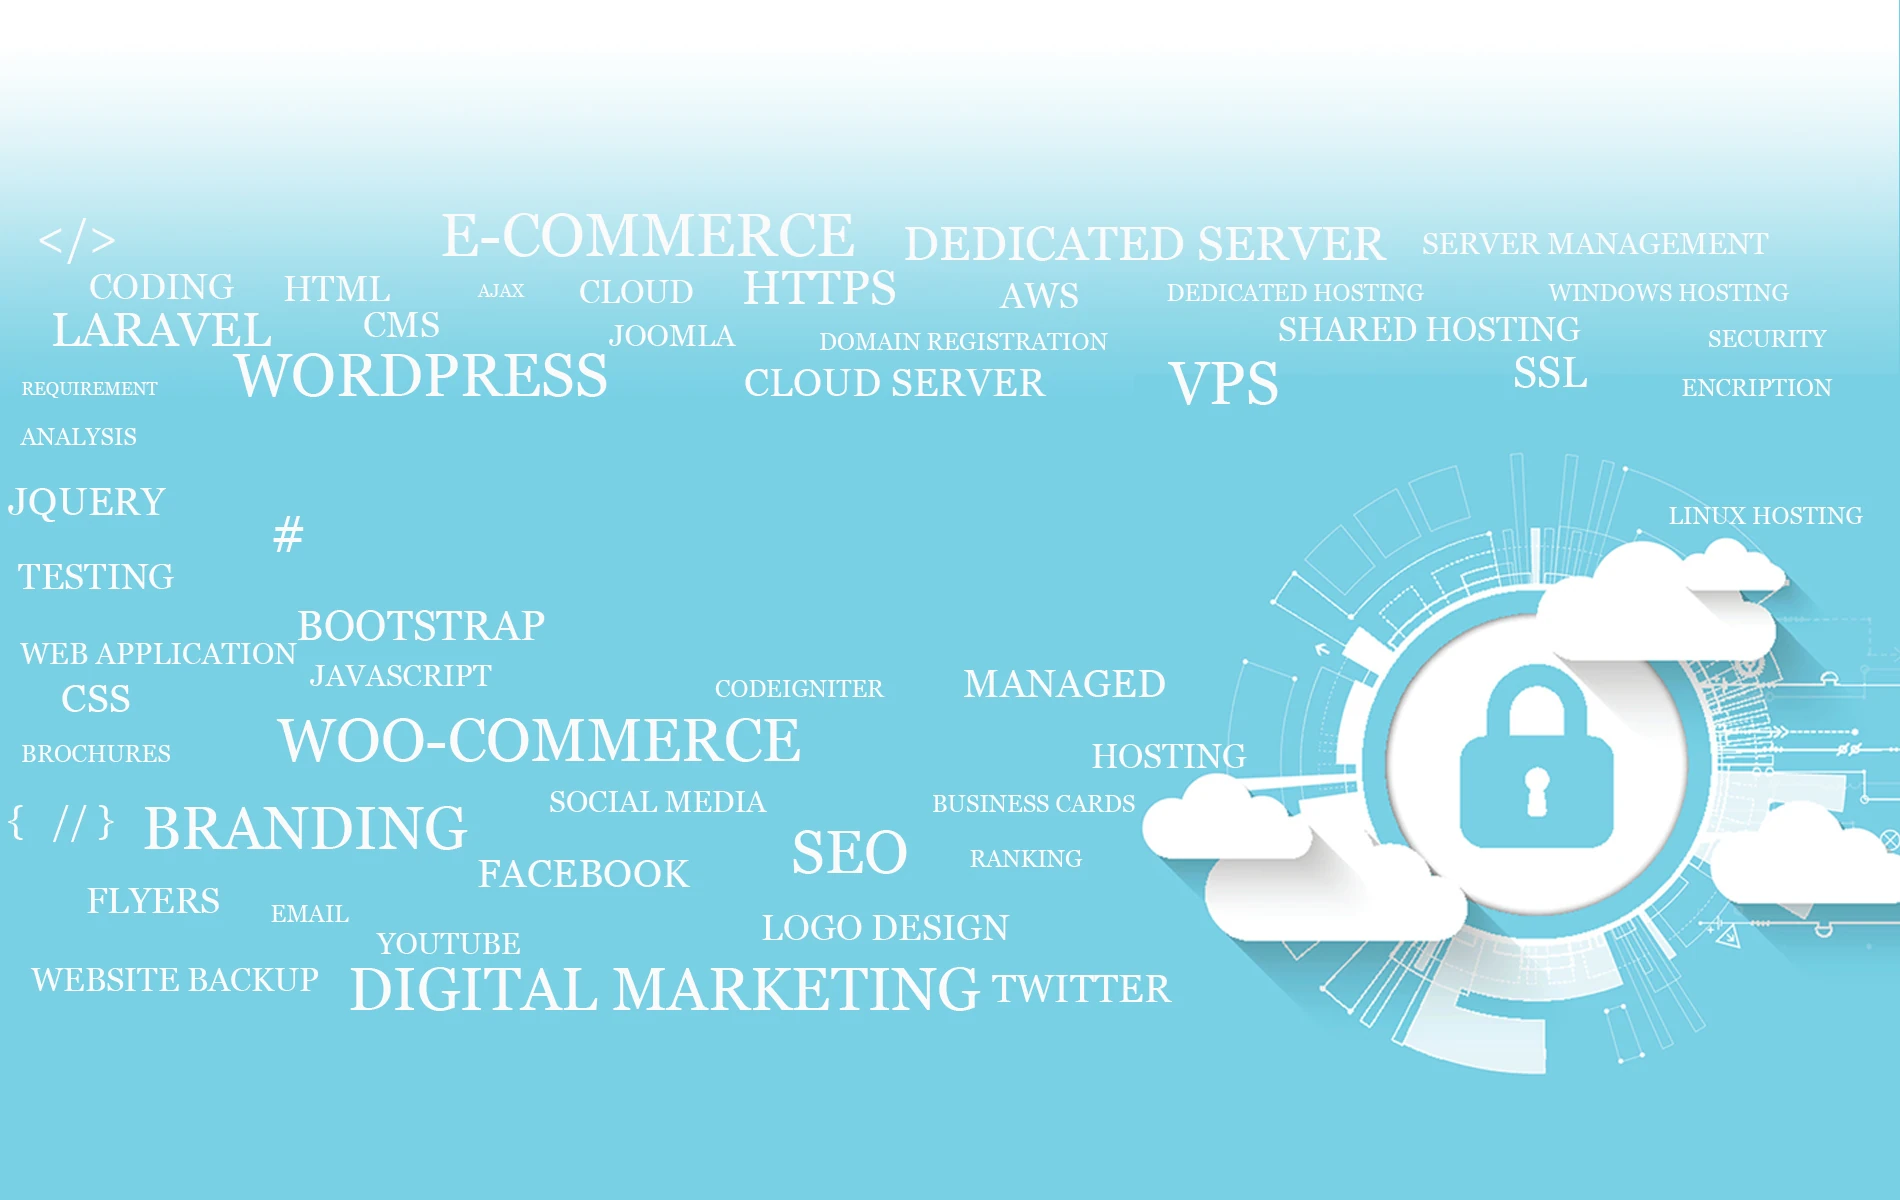 </>
E-COMMERCE
DEDICATED SERVER
SERVER MANAGEMENT
CODING
HTML
AJAX
CLOUD
HTTPS
AWS
DEDICATED HOSTING
WINDOWS HOSTING
LARAVEL
CMS
JOOMLA
DOMAIN REGISTRATION
SHARED HOSTING
SECURITY
REQUIREMENT
WORDPRESS
CLOUD SERVER
VPS
SSL
ENCRIPTION
ANALYSIS
JQUERY
#
LINUX HOSTING
TESTING
BOOTSTRAP
WEB APPLICATION
JAVASCRIPT
CODEIGNITER
MANAGED
CSS
WOO-COMMERCE
BROCHURES
HOSTING
SOCIAL MEDIA
BUSINESS CARDS
{ // }
BRANDING
SEO
RANKING
FACEBOOK
FLYERS
EMAIL
LOGO DESIGN
YOUTUBE
WEBSITE BACKUP
DIGITAL MARKETING
TWITTER